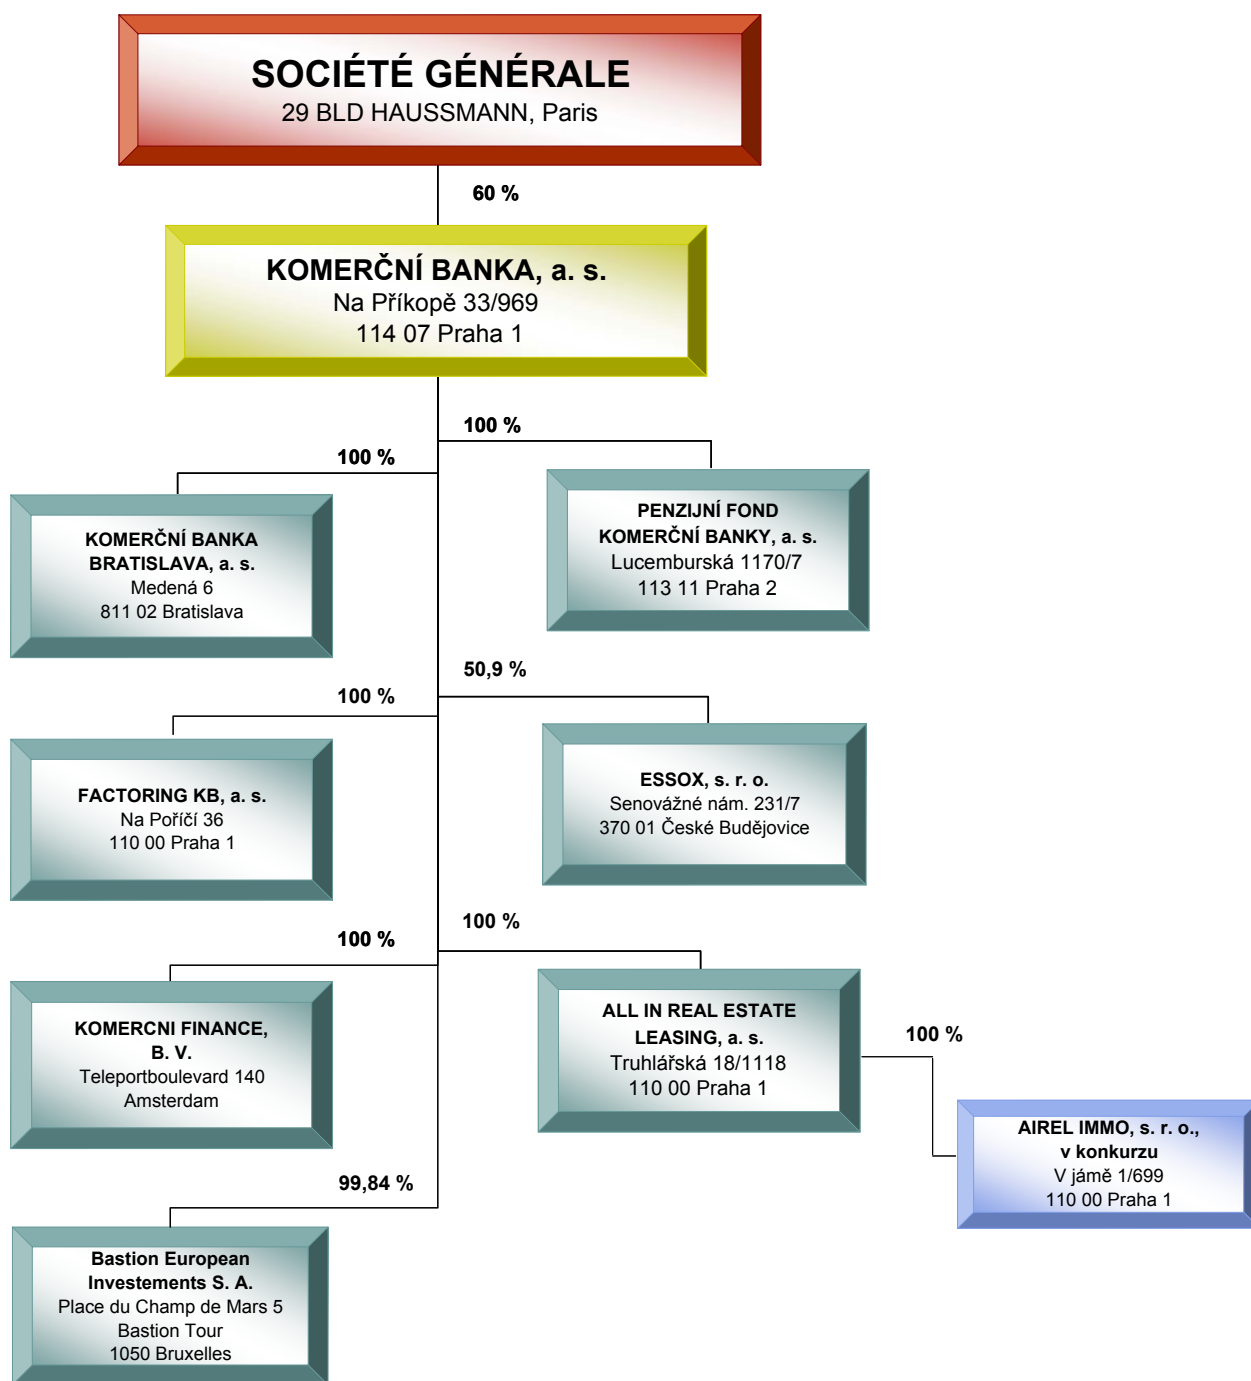 SOCIÉTÉ GÉNÉRALE
29 BLD HAUSSMANN, Paris
60 %
KOMERČNÍ BANKA, a. s.
Na Příkopě 33/969
114 07 Praha 1
100 %
100 %
KOMERČNÍ BANKA
BRATISLAVA, a. s.
Medená 6
811 02 Bratislava
PENZIJNÍ FOND
KOMERČNÍ BANKY, a. s.
Lucemburská 1170/7
113 11 Praha 2
50,9 %
100 %
FACTORING KB, a. s.
Na Poříčí 36
110 00 Praha 1
ESSOX, s. r. o.
Senovážné nám. 231/7
370 01 České Budějovice
100 %
100 %
KOMERCNI FINANCE,
B. V.
Teleportboulevard 140
Amsterdam
ALL IN REAL ESTATE
LEASING, a. s.
Truhlářská 18/1118
110 00 Praha 1
100 %
AIREL IMMO, s. r. o.,
v konkurzu
V jámě 1/699
110 00 Praha 1
99,84 %
Bastion European
Investements S. A.
Place du Champ de Mars 5
Bastion Tour
1050 Bruxelles